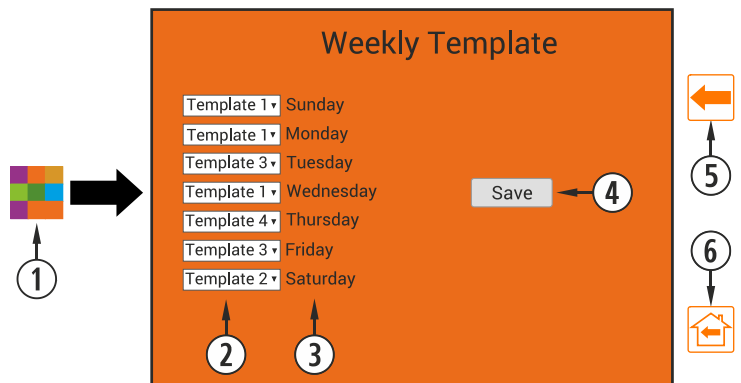 Weekly Template
Template 1 Sunday
Template 1 Monday
Template 3 Tuesday
Template 1 Wednesday
Template 4 Thursday
Template 3 Friday
Template 2 Saturday
Save
1
2
3
4
5
6